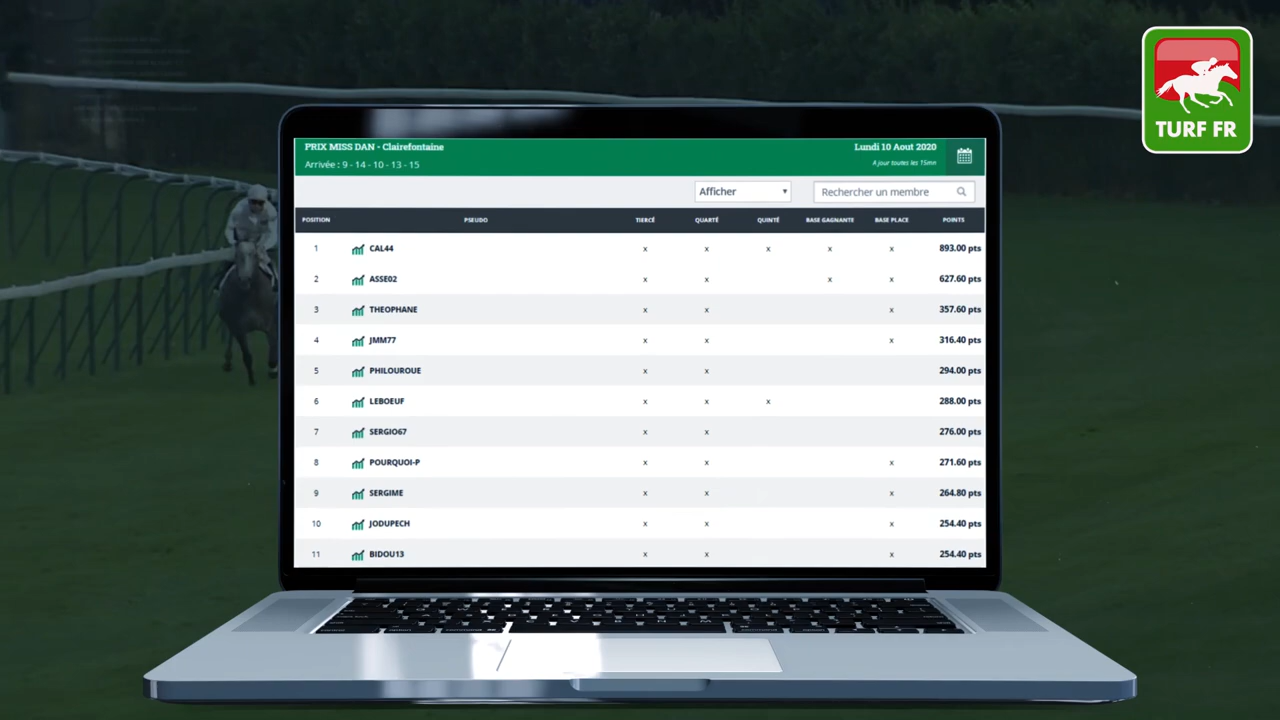 TURF FR
PRIX MISS DAN - Clairefontaine
Lundi 10 Aout 2020
Arrivée : 9 - 14 - 10 - 13 - 15
A jour toutes les 15mn
Afficher
Rechercher un membre
POSITION PSEUDO TIERCÉ QUARTÉ QUINTÉ BASE GAGNANTE BASE PLACE POINTS
1 CAL44 x x x x x 893.00 pts
2 ASSE02 x x x x 627.60 pts
3 THEOPHANE x x x 357.60 pts
4 JMM77 x x x 316.40 pts
5 PHILOUROUE x x 294.00 pts
6 LEBOEUF x x x 288.00 pts
7 SERGIO67 x x 276.00 pts
8 POURQUOI-P x x x 271.60 pts
9 SERGIME x x x 264.80 pts
10 JODUPECH x x x 254.40 pts
11 BIDOU13 x x x 254.40 pts